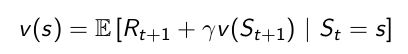 v(s) = 𝔼 [R_{t+1} + γv(S_{t+1}) | S_t = s]